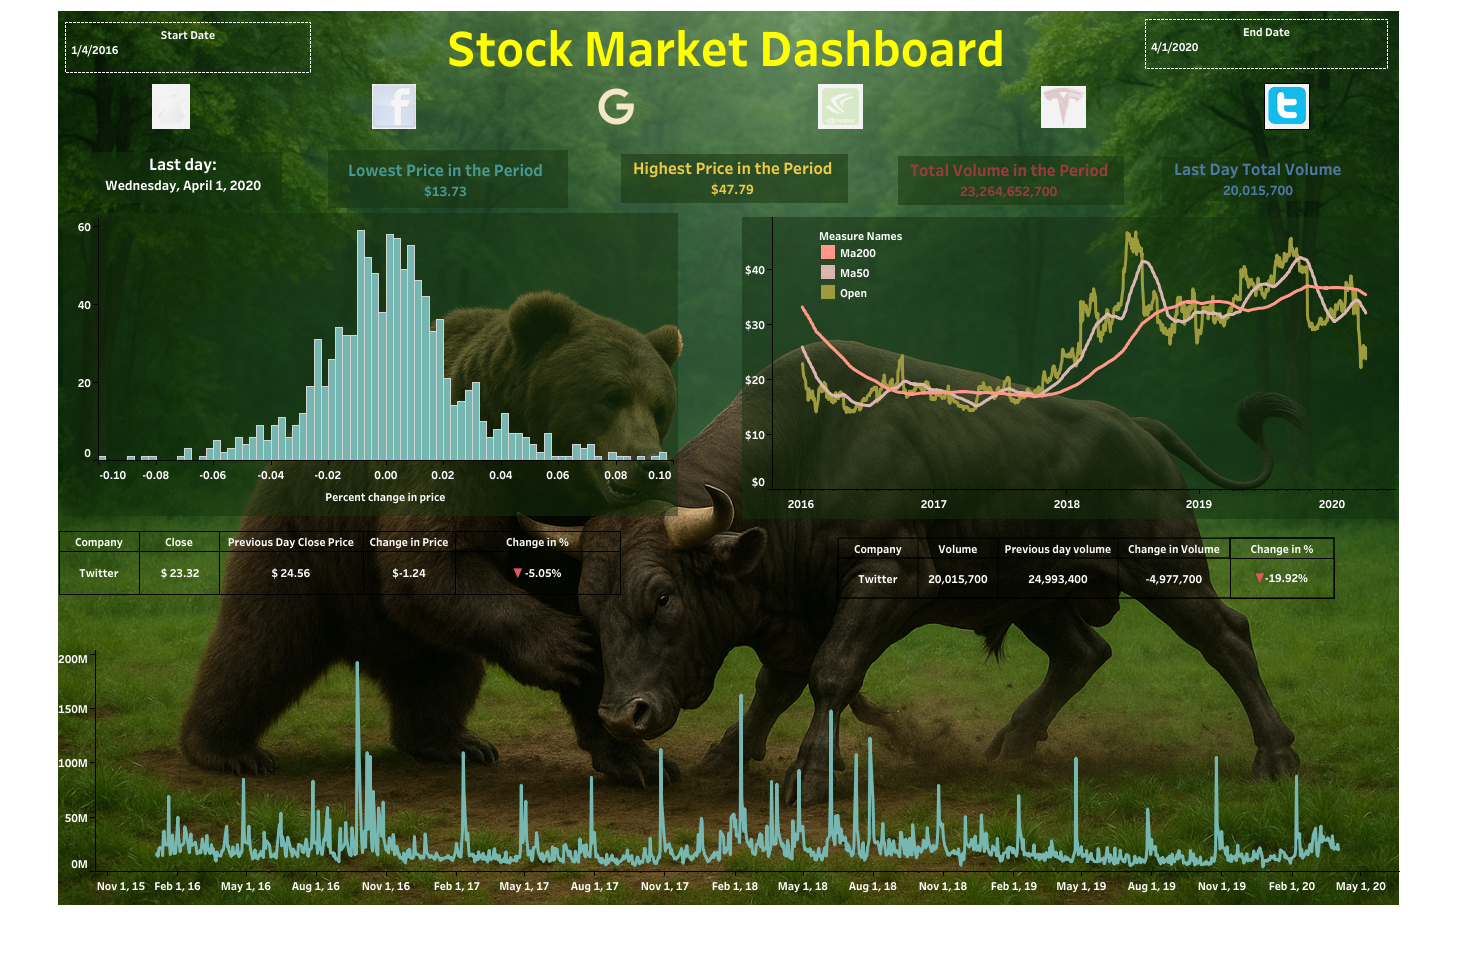 Start Date
1/4/2016
Stock Market Dashboard
End Date
4/1/2020
f
G
t
Last day:
Wednesday, April 1, 2020
Lowest Price in the Period
$13.73
Highest Price in the Period
$47.79
Total Volume in the Period
23,264,652,700
Last Day Total Volume
20,015,700
60
40
20
0
-0.10 -0.08 -0.06 -0.04 -0.02 0.00 0.02 0.04 0.06 0.08 0.10
Percent change in price
Measure Names
Ma200
Ma50
Open
$40
$30
$20
$10
$0
2016 2017 2018 2019 2020
Company Close Previous Day Close Price Change in Price Change in %
Twitter $ 23.32 $ 24.56 $-1.24 ▼ -5.05%
Company Volume Previous day volume Change in Volume Change in %
Twitter 20,015,700 24,993,400 -4,977,700 ▼-19.92%
200M
150M
100M
50M
0M
Nov 1, 15 Feb 1, 16 May 1, 16 Aug 1, 16 Nov 1, 16 Feb 1, 17 May 1, 17 Aug 1, 17 Nov 1, 17 Feb 1, 18 May 1, 18 Aug 1, 18 Nov 1, 18 Feb 1, 19 May 1, 19 Aug 1, 19 Nov 1, 19 Feb 1, 20 May 1, 20